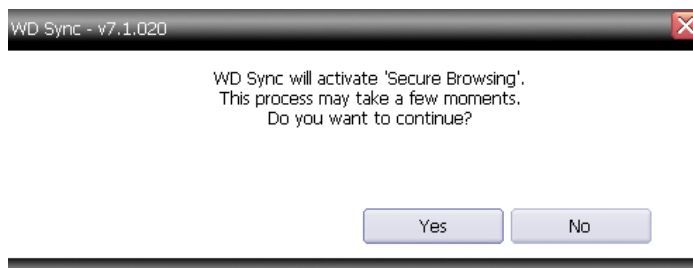 WD Sync - v7.1.020
WD Sync will activate 'Secure Browsing'.
This process may take a few moments.
Do you want to continue?
Yes
No